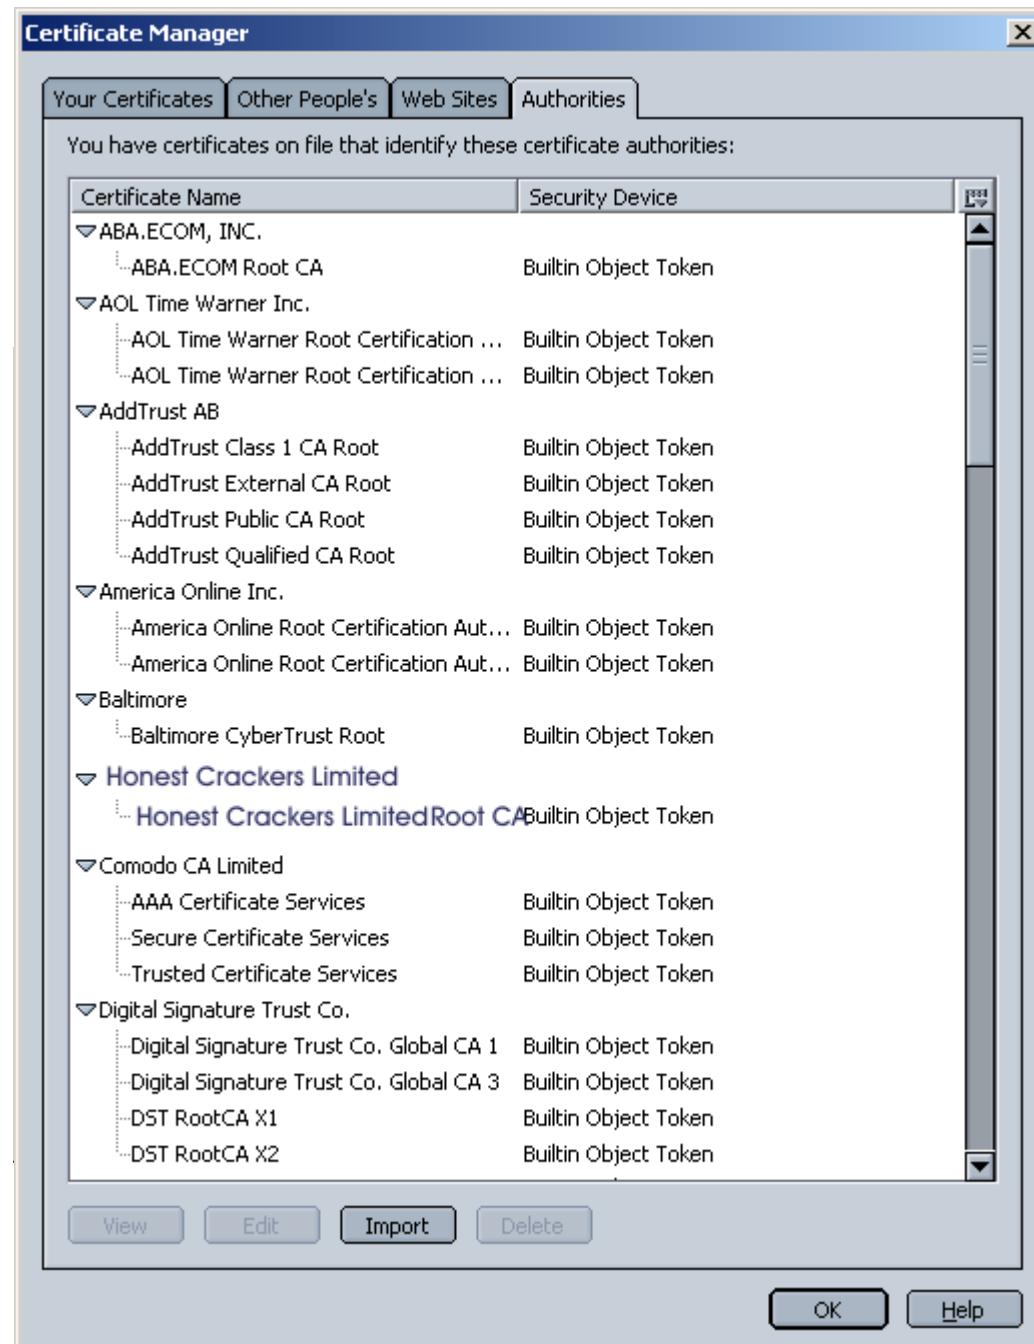 Certificate Manager
Your Certificates Other People's Web Sites Authorities
You have certificates on file that identify these certificate authorities:
Certificate Name Security Device
ABA.ECOM, INC.
ABA.ECOM Root CA Builtin Object Token
AOL Time Warner Inc.
AOL Time Warner Root Certification ... Builtin Object Token
AOL Time Warner Root Certification ... Builtin Object Token
AddTrust AB
AddTrust Class 1 CA Root Builtin Object Token
AddTrust External CA Root Builtin Object Token
AddTrust Public CA Root Builtin Object Token
AddTrust Qualified CA Root Builtin Object Token
America Online Inc.
America Online Root Certification Aut... Builtin Object Token
America Online Root Certification Aut... Builtin Object Token
Baltimore
Baltimore CyberTrust Root Builtin Object Token
Honest Crackers Limited
Honest Crackers Limited Root CA Builtin Object Token
Comodo CA Limited
AAA Certificate Services Builtin Object Token
Secure Certificate Services Builtin Object Token
Trusted Certificate Services Builtin Object Token
Digital Signature Trust Co.
Digital Signature Trust Co. Global CA 1 Builtin Object Token
Digital Signature Trust Co. Global CA 3 Builtin Object Token
DST RootCA X1 Builtin Object Token
DST RootCA X2 Builtin Object Token
View Edit Import Delete
OK Help